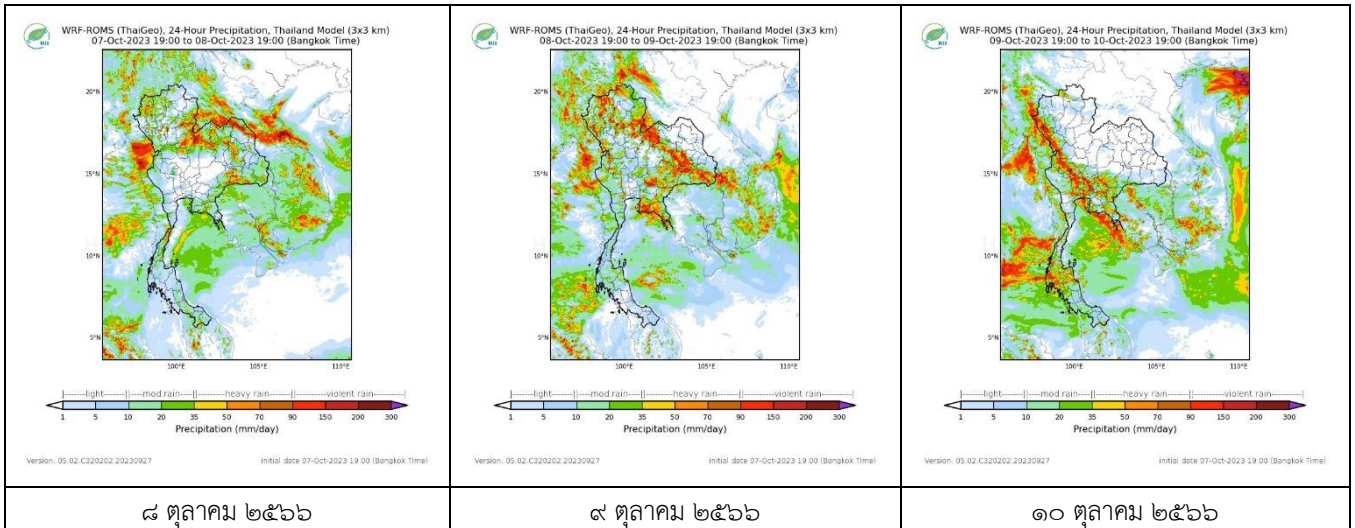 WRF-ROMS (ThaiGeo), 24-Hour Precipitation, Thailand Model (3x3 km)
07-Oct-2023 19:00 to 08-Oct-2023 19:00 (Bangkok Time)
HII
20°N
15°N
10°N
5°N
100°E 105°E 110°E
|------light-----||----mod rain---||------heavy rain------||------violent rain------|
1 5 10 20 35 50 70 90 150 200 300
Precipitation (mm/day)
Version: 05.02.C320202.20230927 initial date 07-Oct-2023 19:00 (Bangkok Time)
๘ ตุลาคม ๒๕๖๖
WRF-ROMS (ThaiGeo), 24-Hour Precipitation, Thailand Model (3x3 km)
08-Oct-2023 19:00 to 09-Oct-2023 19:00 (Bangkok Time)
HII
20°N
15°N
10°N
5°N
100°E 105°E 110°E
|------light-----||----mod rain---||------heavy rain------||------violent rain------|
1 5 10 20 35 50 70 90 150 200 300
Precipitation (mm/day)
Version: 05.02.C320202.20230927 initial date 07-Oct-2023 19:00 (Bangkok Time)
๙ ตุลาคม ๒๕๖๖
WRF-ROMS (ThaiGeo), 24-Hour Precipitation, Thailand Model (3x3 km)
09-Oct-2023 19:00 to 10-Oct-2023 19:00 (Bangkok Time)
HII
20°N
15°N
10°N
5°N
100°E 105°E 110°E
|------light-----||----mod rain---||------heavy rain------||------violent rain------|
1 5 10 20 35 50 70 90 150 200 300
Precipitation (mm/day)
Version: 05.02.C320202.20230927 initial date 07-Oct-2023 19:00 (Bangkok Time)
๑๐ ตุลาคม ๒๕๖๖